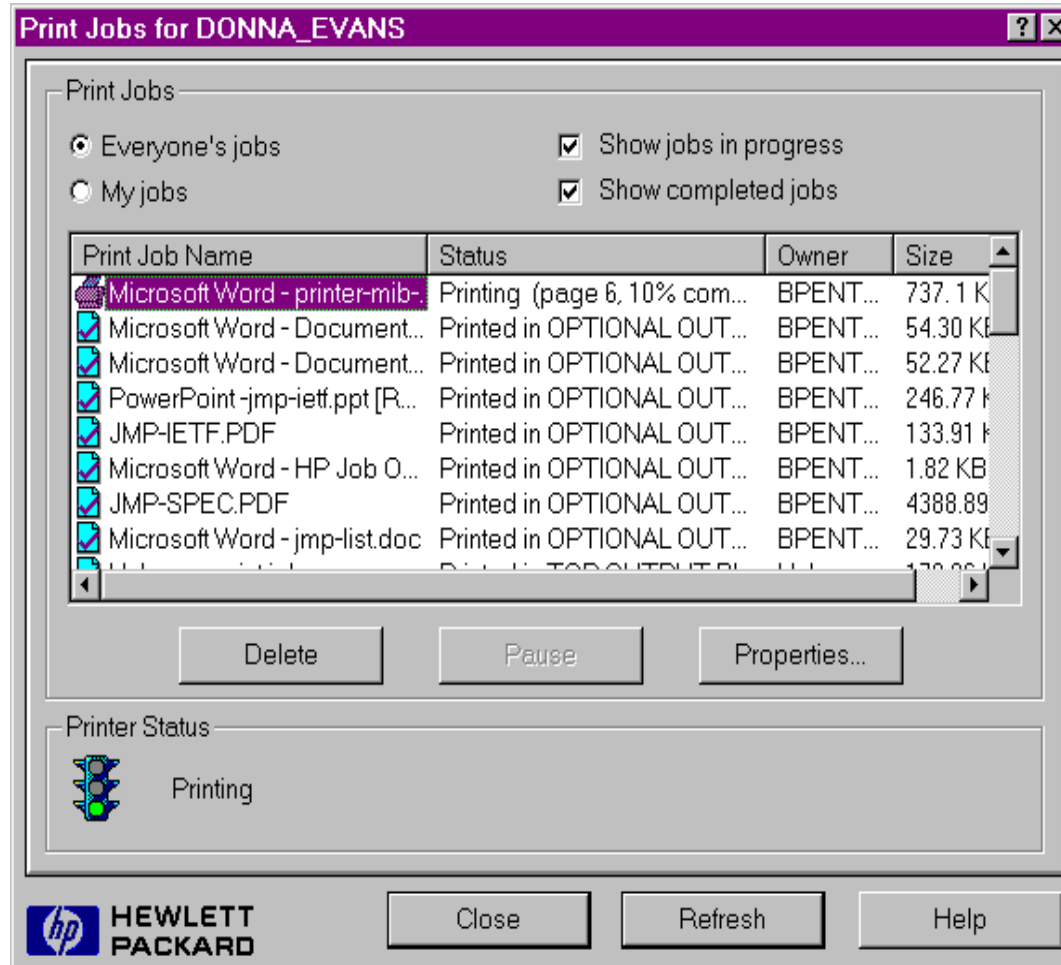 Print Jobs for DONNA_EVANS
Print Jobs
Everyone's jobs
Show jobs in progress
My jobs
Show completed jobs
Print Job Name Status Owner Size
Microsoft Word - printer-mib-. Printing (page 6, 10% com... BPENT... 737.1 K
Microsoft Word - Document... Printed in OPTIONAL OUT... BPENT... 54.30 KB
Microsoft Word - Document... Printed in OPTIONAL OUT... BPENT... 52.27 KB
PowerPoint -jmp-ietf.ppt [R... Printed in OPTIONAL OUT... BPENT... 246.77 K
JMP-IETF.PDF Printed in OPTIONAL OUT... BPENT... 133.91 K
Microsoft Word - HP Job O... Printed in OPTIONAL OUT... BPENT... 1.82 KB
JMP-SPEC.PDF Printed in OPTIONAL OUT... BPENT... 4388.89
Microsoft Word - jmp-list.doc Printed in OPTIONAL OUT... BPENT... 29.73 KB
Delete Pause Properties...
Printer Status
Printing
hp HEWLETT PACKARD
Close Refresh Help